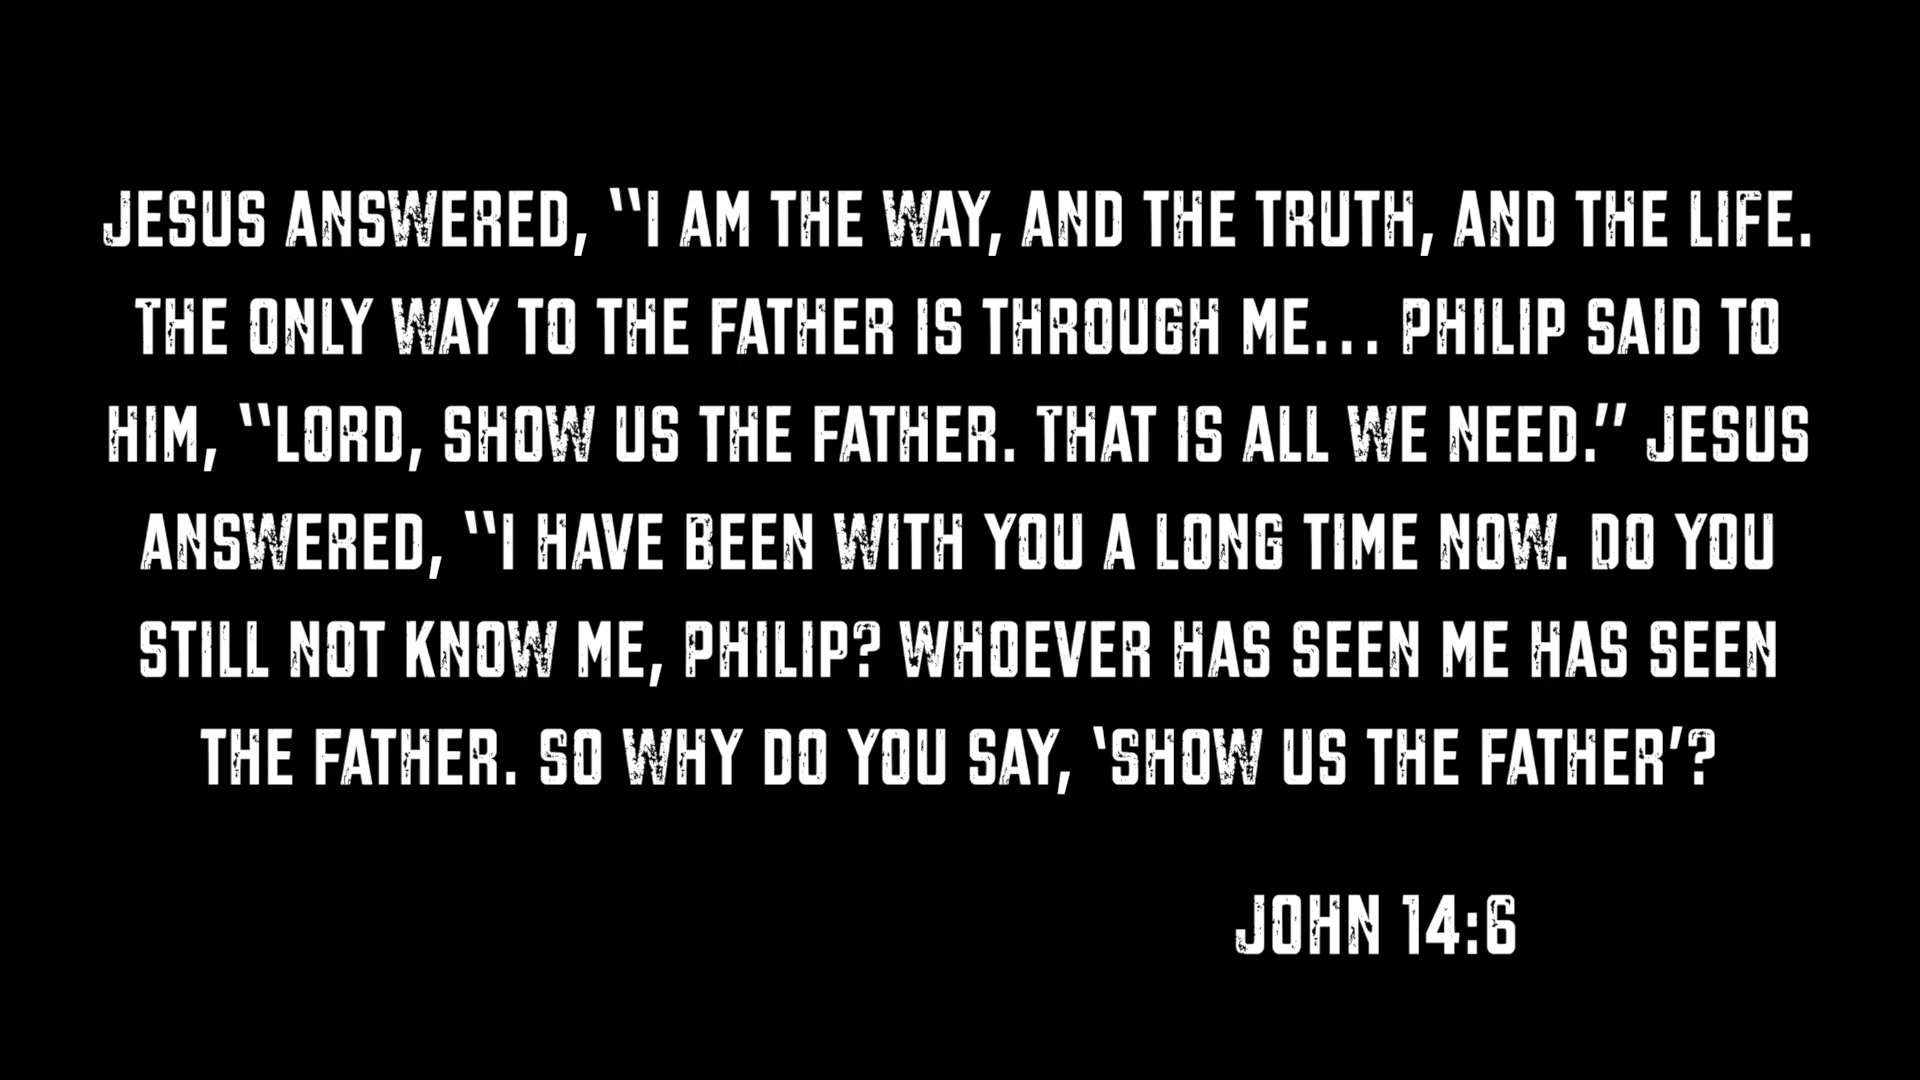 JESUS ANSWERED, “I AM THE WAY, AND THE TRUTH, AND THE LIFE.
THE ONLY WAY TO THE FATHER IS THROUGH ME... PHILIP SAID TO
HIM, “LORD, SHOW US THE FATHER. THAT IS ALL WE NEED.” JESUS
ANSWERED, “I HAVE BEEN WITH YOU A LONG TIME NOW. DO YOU
STILL NOT KNOW ME, PHILIP? WHOEVER HAS SEEN ME HAS SEEN
THE FATHER. SO WHY DO YOU SAY, ‘SHOW US THE FATHER’?
JOHN 14:6